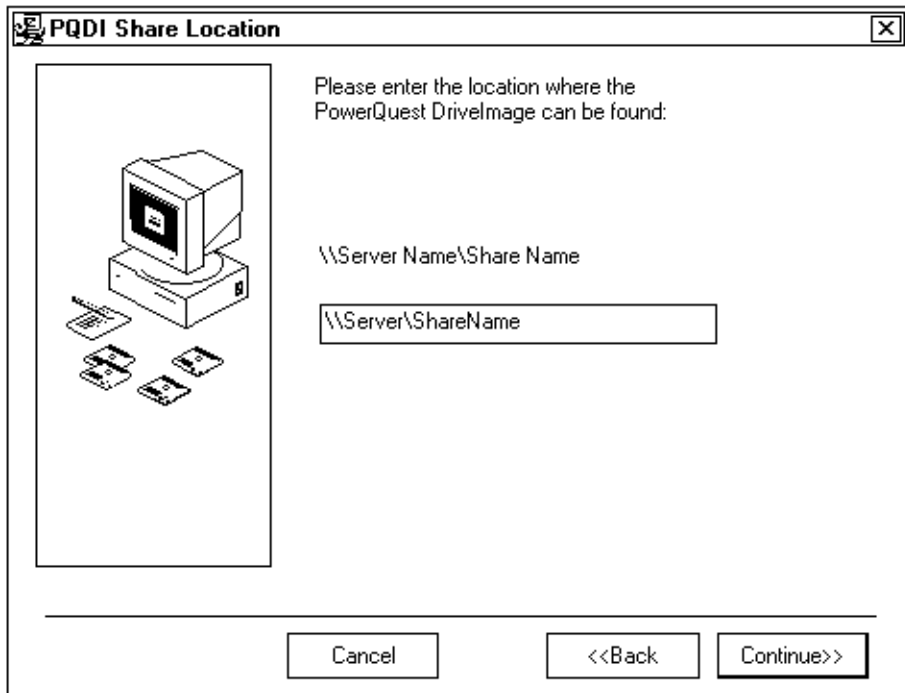 PQDI Share Location
Please enter the location where the
PowerQuest DriveImage can be found:
\\Server Name\Share Name
\\Server\ShareName
Cancel
<<Back
Continue>>